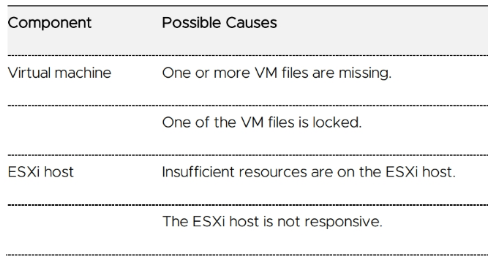 Component Possible Causes
Virtual machine One or more VM files are missing.
One of the VM files is locked.
ESXi host Insufficient resources are on the ESXi host.
The ESXi host is not responsive.